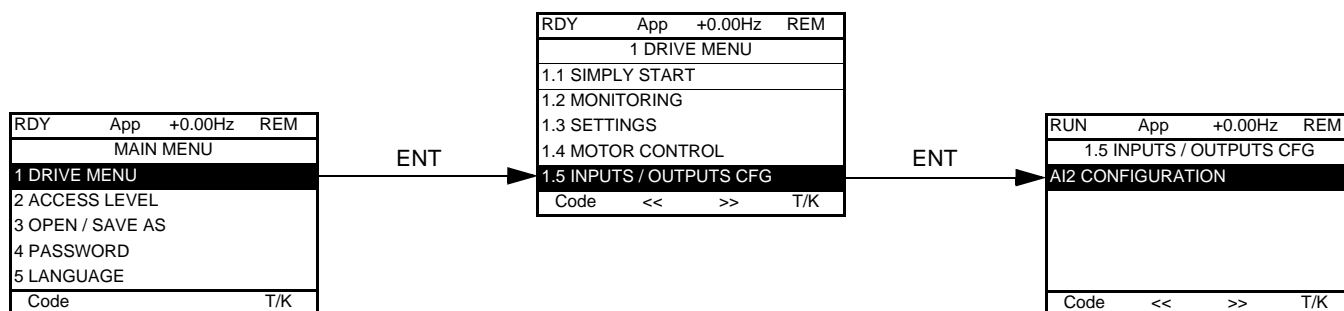 RDY App +0.00Hz REM
MAIN MENU
1 DRIVE MENU
2 ACCESS LEVEL
3 OPEN / SAVE AS
4 PASSWORD
5 LANGUAGE
Code T/K
ENT
RDY App +0.00Hz REM
1 DRIVE MENU
1.1 SIMPLY START
1.2 MONITORING
1.3 SETTINGS
1.4 MOTOR CONTROL
1.5 INPUTS / OUTPUTS CFG
Code << >> T/K
ENT
RUN App +0.00Hz REM
1.5 INPUTS / OUTPUTS CFG
AI2 CONFIGURATION
Code << >> T/K